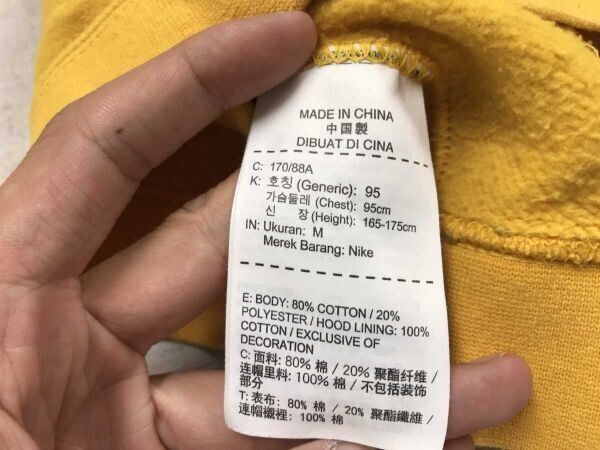 MADE IN CHINA
中国製
DIBUAT DI CINA
C: 170/88A
K: 호칭 (Generic): 95
가슴둘레 (Chest): 95cm
신 장 (Height): 165-175cm
IN: Ukuran: M
Merek Barang: Nike
E: BODY: 80% COTTON / 20%
POLYESTER / HOOD LINING: 100%
COTTON / EXCLUSIVE OF
DECORATION
C: 面料: 80% 棉 / 20% 聚酯纤维 /
连帽里料: 100% 棉 / 不包括装饰
部分
T: 表布: 80% 棉 / 20% 聚酯纖維 /
連帽襯裡: 100% 棉